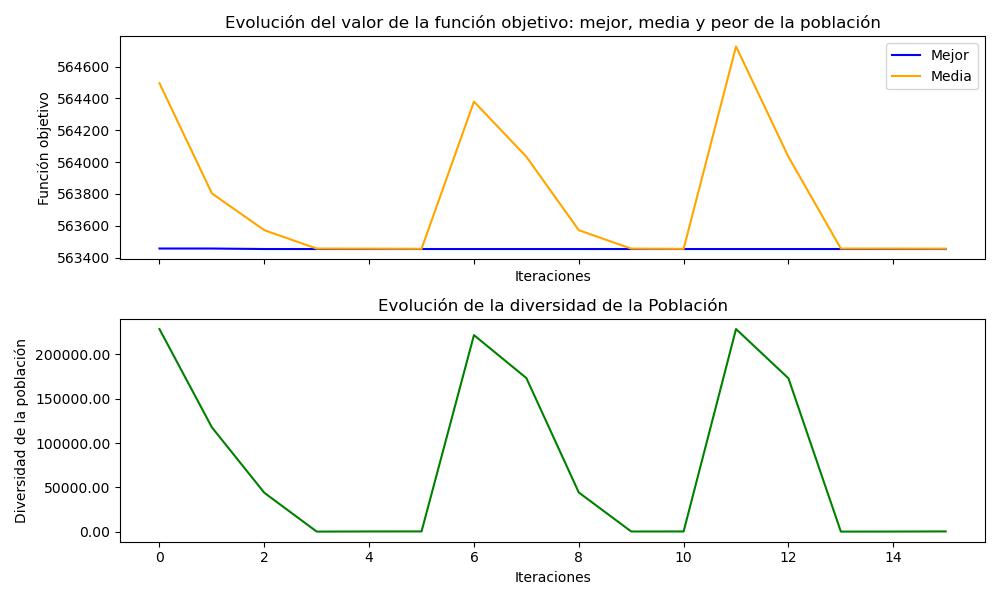 Evolución del valor de la función objetivo: mejor, media y peor de la población
Función objetivo
564600
564400
564200
564000
563800
563600
563400
Mejor
Media
Iteraciones
Evolución de la diversidad de la Población
Diversidad de la población
200000.00
150000.00
100000.00
50000.00
0.00
0 2 4 6 8 10 12 14
Iteraciones